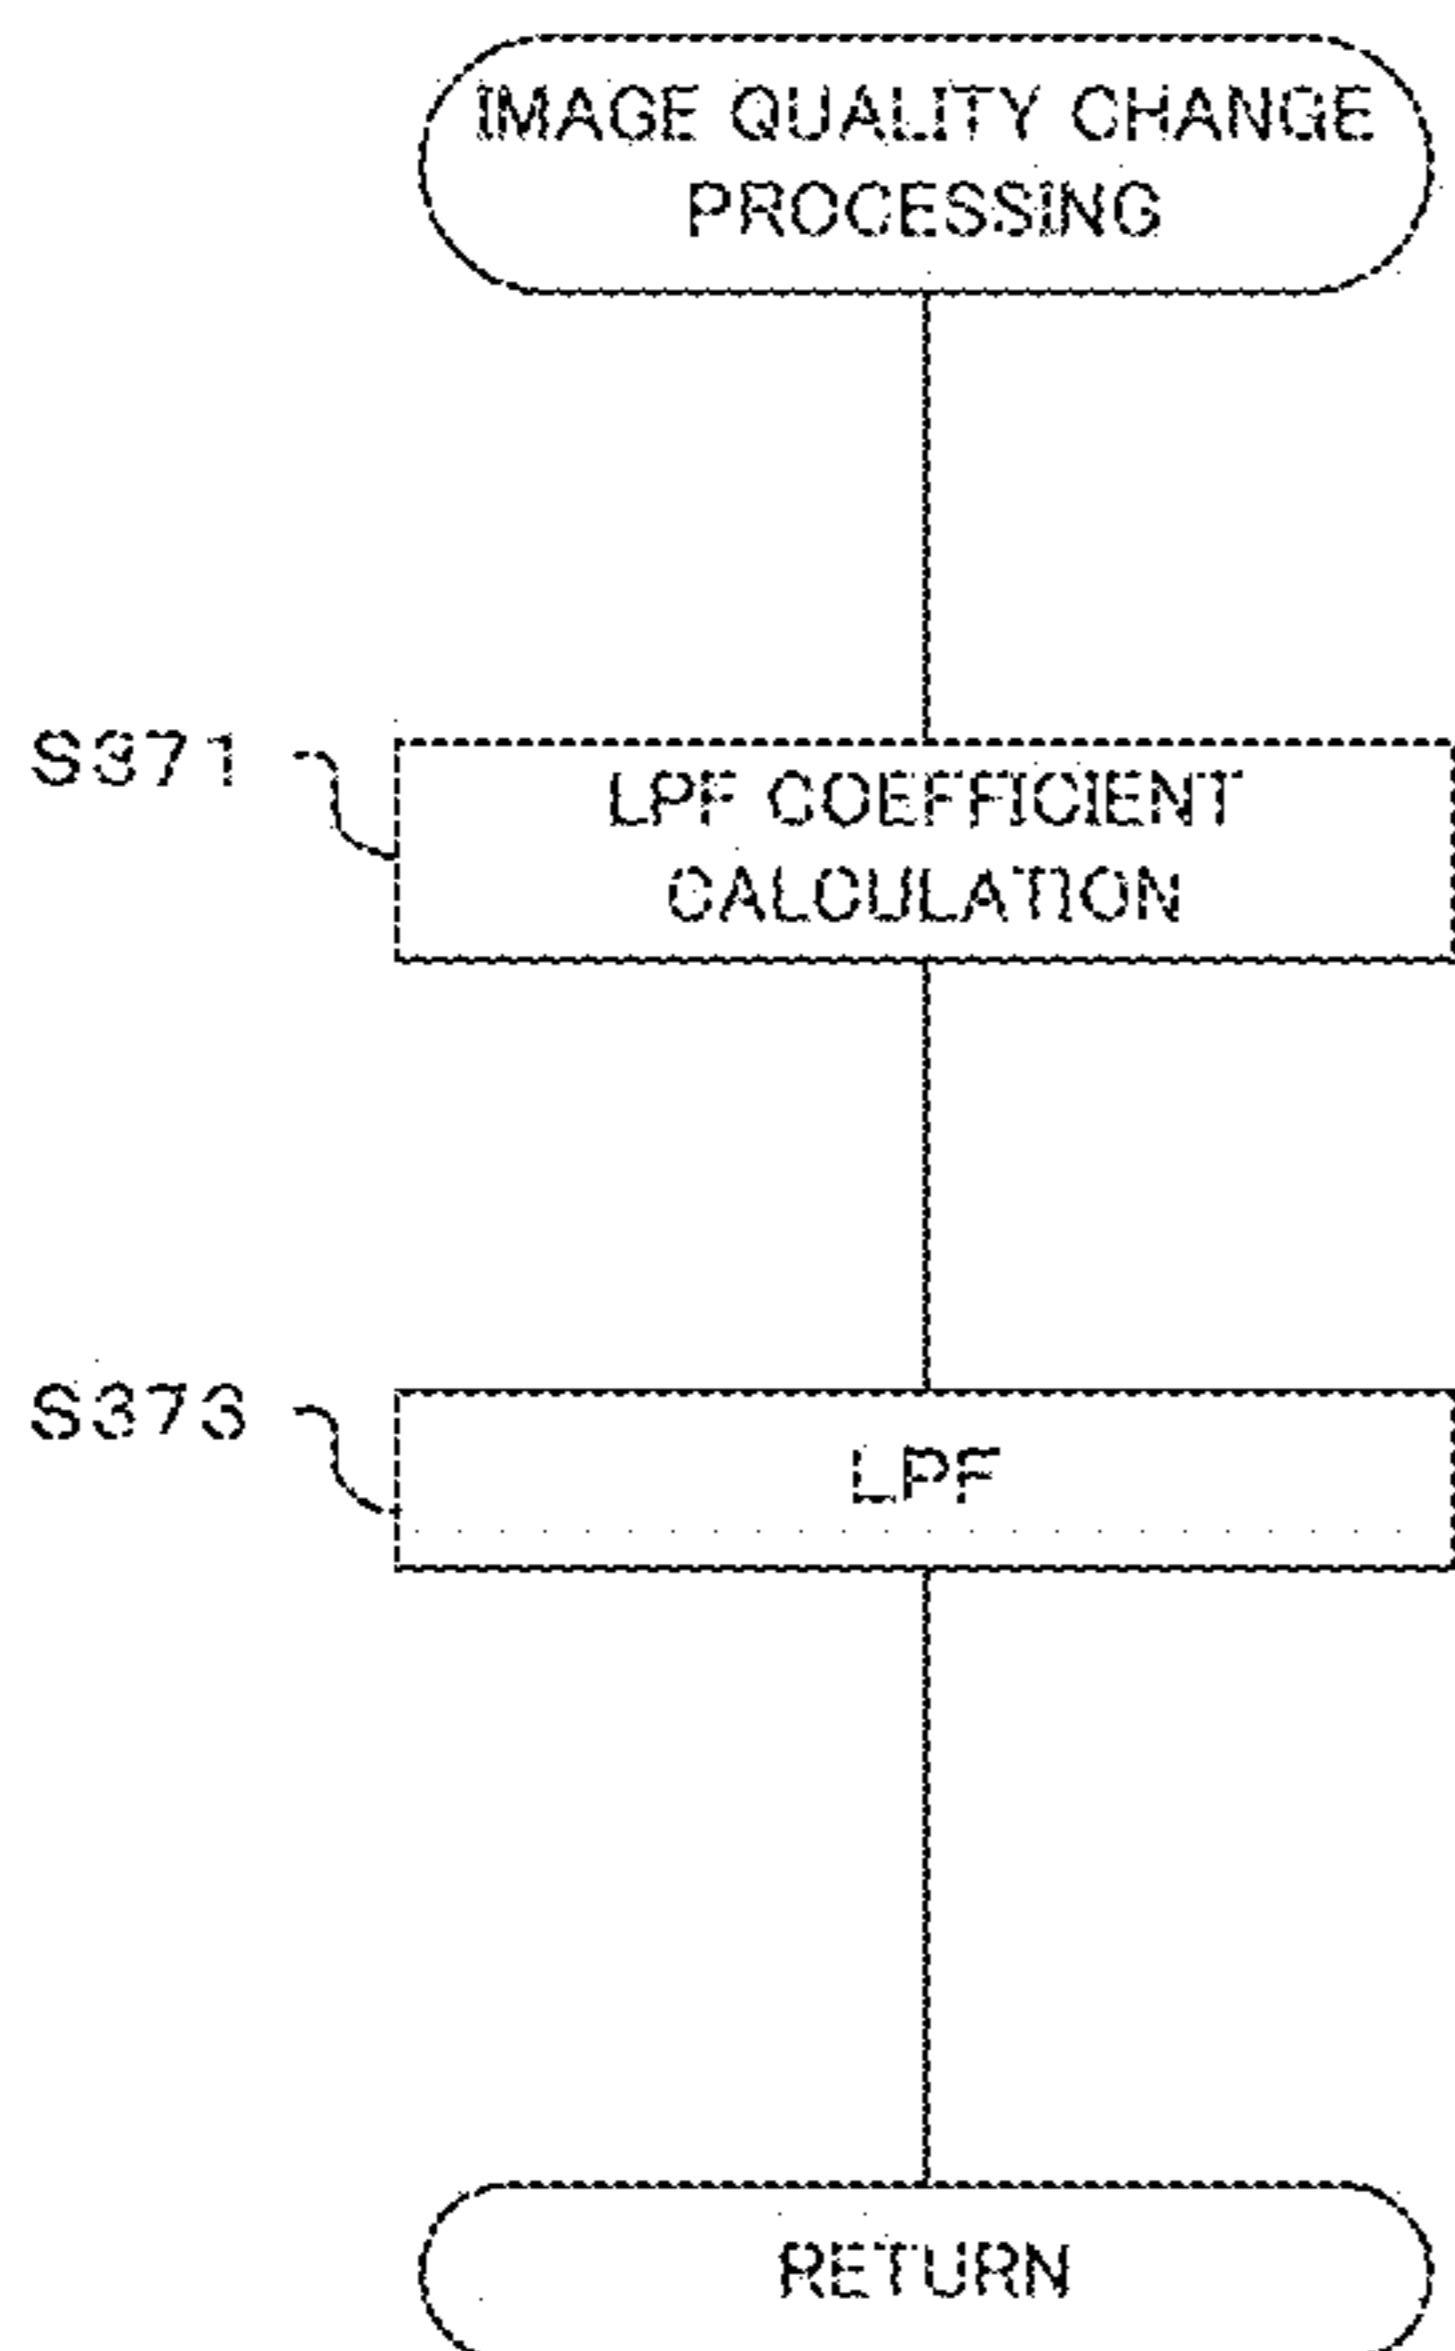 IMAGE QUALITY CHANGE
PROCESSING
S371
LPF COEFFICIENT
CALCULATION
S373
LPF
RETURN